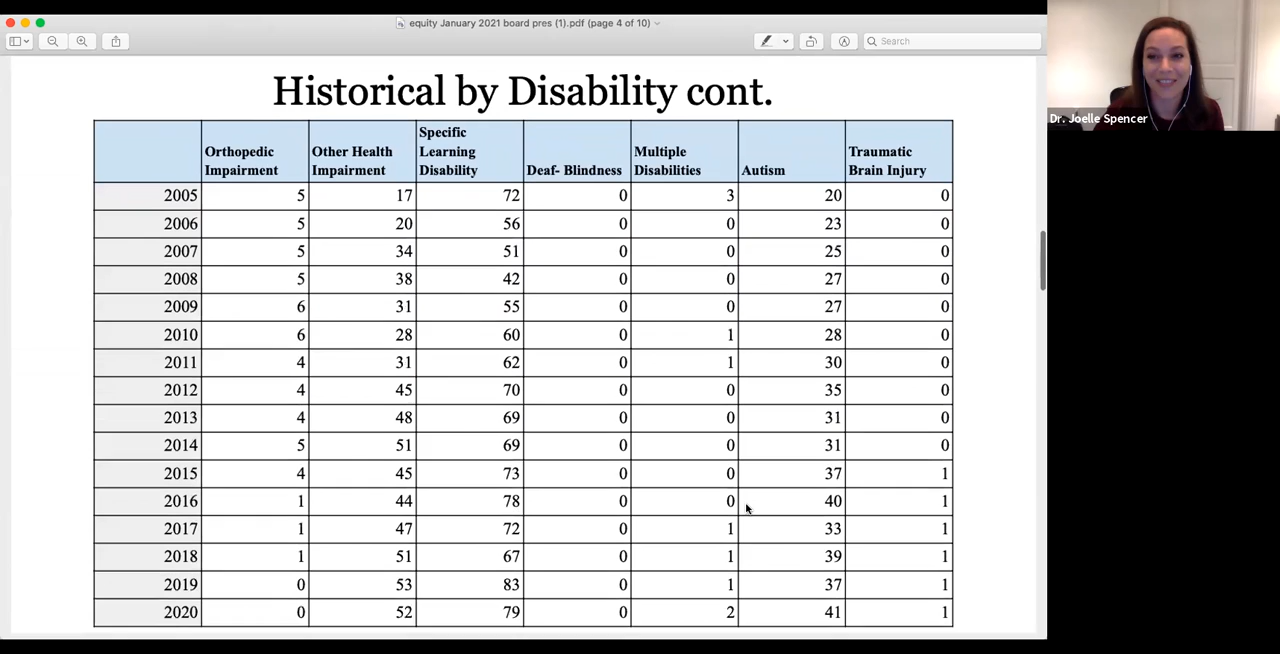 equity January 2021 board pres (1).pdf (page 4 of 10)
Search
Dr. Joelle Spencer
Historical by Disability cont.
Orthopedic Impairment Other Health Impairment Specific Learning Disability Deaf- Blindness Multiple Disabilities Autism Traumatic Brain Injury
2005 5 17 72 0 3 20 0
2006 5 20 56 0 0 23 0
2007 5 34 51 0 0 25 0
2008 5 38 42 0 0 27 0
2009 6 31 55 0 0 27 0
2010 6 28 60 0 1 28 0
2011 4 31 62 0 1 30 0
2012 4 45 70 0 0 35 0
2013 4 48 69 0 0 31 0
2014 5 51 69 0 0 31 0
2015 4 45 73 0 0 37 1
2016 1 44 78 0 0 40 1
2017 1 47 72 0 1 33 1
2018 1 51 67 0 1 39 1
2019 0 53 83 0 1 37 1
2020 0 52 79 0 2 41 1